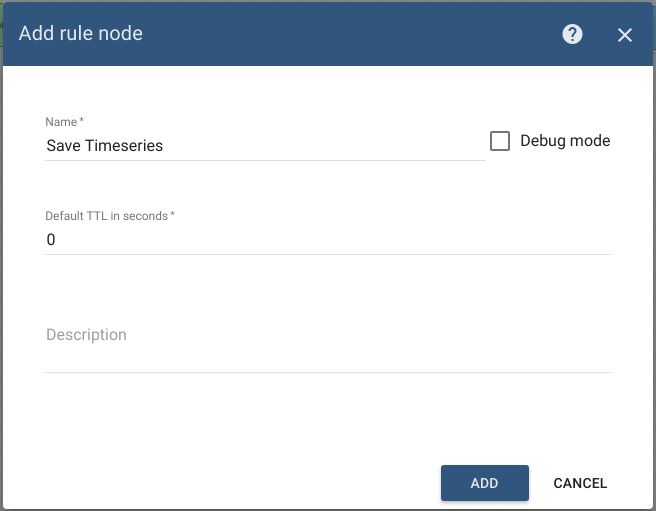 Add rule node
?
Name *
Save Timeseries
Debug mode
Default TTL in seconds *
0
Description
ADD
CANCEL